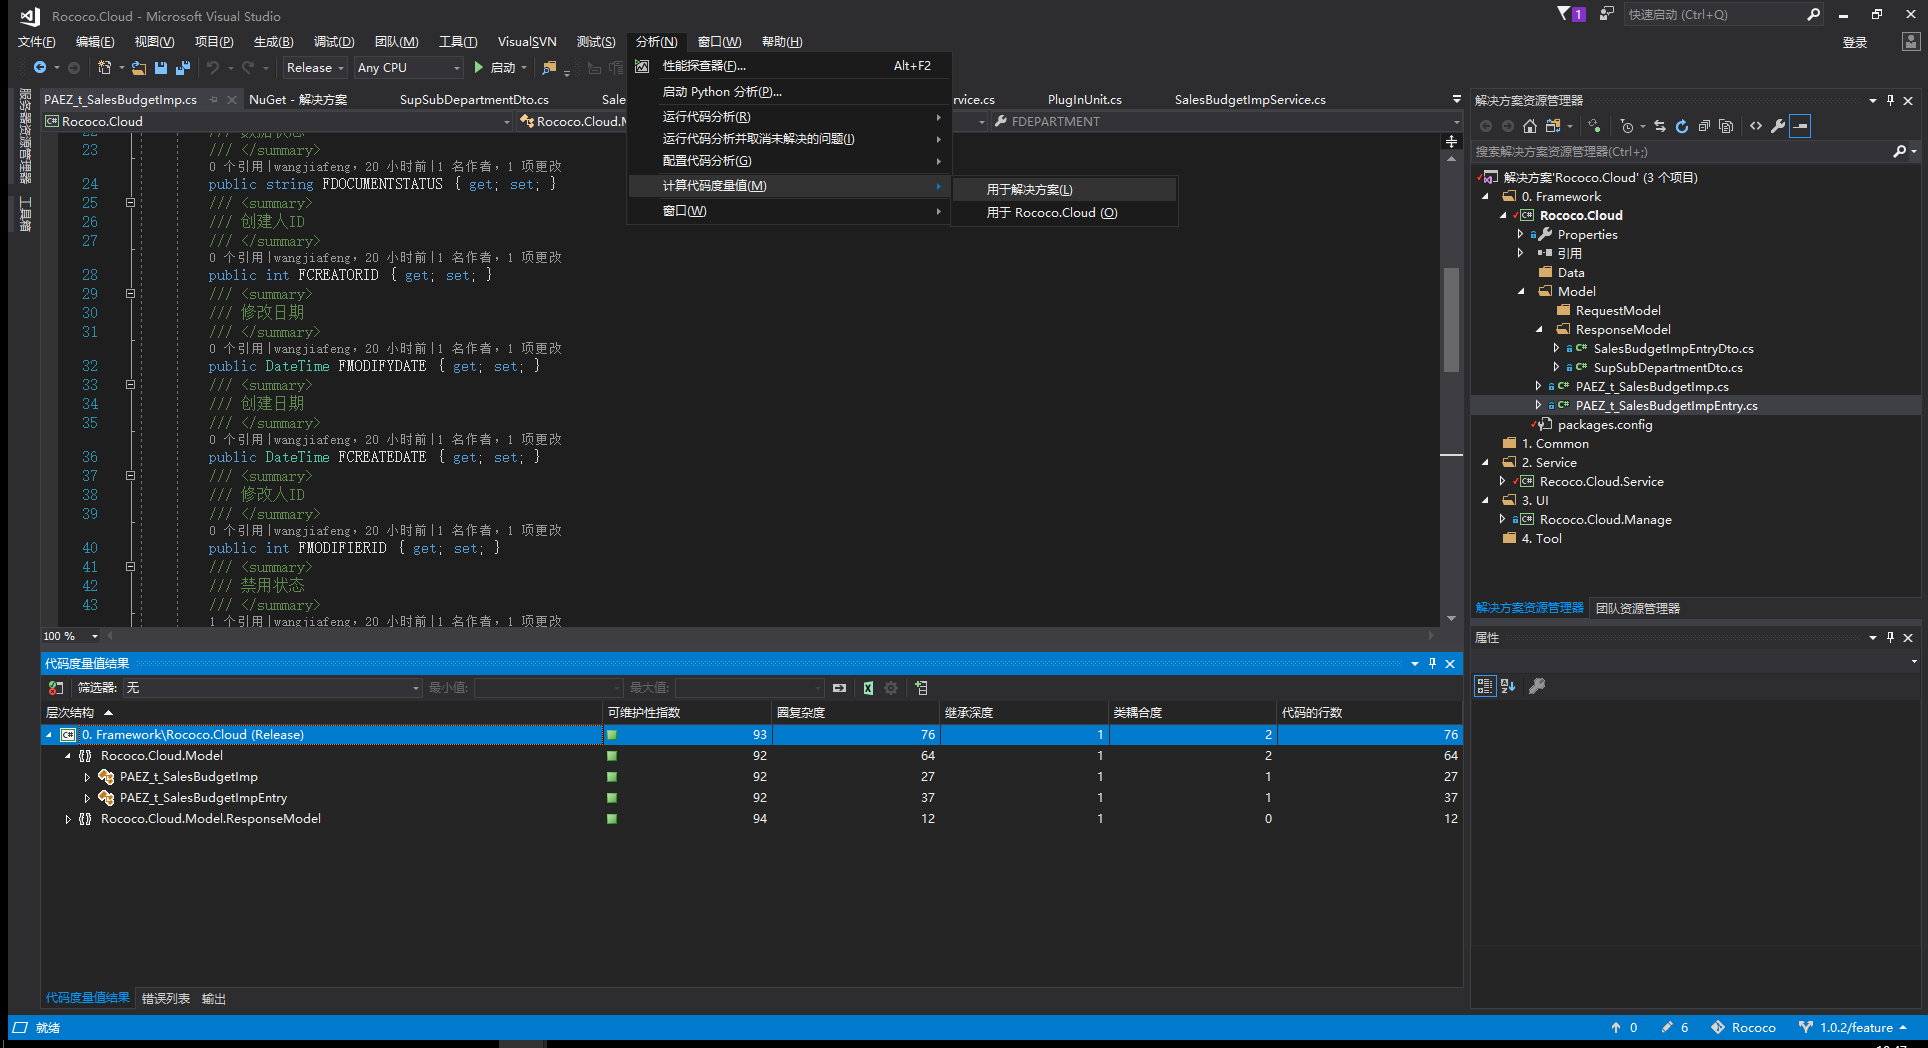 Rococo.Cloud - Microsoft Visual Studio
1
快速启动 (Ctrl+Q)
文件(F) 编辑(E) 视图(V) 项目(P) 生成(B) 调试(D) 团队(M) 工具(T) VisualSVN 测试(S) 分析(N) 窗口(W) 帮助(H)
登录
Release Any CPU 启动
性能探查器(F)... Alt+F2
启动 Python 分析(P)...
运行代码分析(R)
运行代码分析并取消未解决的问题(I)
配置代码分析(G)
计算代码度量值(M)
窗口(W)
用于解决方案(L)
用于 Rococo.Cloud (O)
服务器资源管理器
工具箱
PAEZ_t_SalesBudgetImp.cs NuGet - 解决方案 SupSubDepartmentDto.cs Sale rvice.cs PlugInUnit.cs SalesBudgetImpService.cs
Rococo.Cloud Rococo.Cloud.M FDEPARTMENT
22 /// 数据状态
23 /// </summary>
0 个引用|wangjiafeng，20 小时前|1 名作者，1 项更改
24 public string FDOCUMENTSTATUS { get; set; }
25 /// <summary>
26 /// 创建人ID
27 /// </summary>
0 个引用|wangjiafeng，20 小时前|1 名作者，1 项更改
28 public int FCREATORID { get; set; }
29 /// <summary>
30 /// 修改日期
31 /// </summary>
0 个引用|wangjiafeng，20 小时前|1 名作者，1 项更改
32 public DateTime FMODIFYDATE { get; set; }
33 /// <summary>
34 /// 创建日期
35 /// </summary>
0 个引用|wangjiafeng，20 小时前|1 名作者，1 项更改
36 public DateTime FCREATEDATE { get; set; }
37 /// <summary>
38 /// 修改人ID
39 /// </summary>
0 个引用|wangjiafeng，20 小时前|1 名作者，1 项更改
40 public int FMODIFIERID { get; set; }
41 /// <summary>
42 /// 禁用状态
43 /// </summary>
1 个引用|wangjiafeng，20 小时前|1 名作者，1 项更改
100 %
代码度量值结果
筛选器: 无 最小值: 最大值:
层次结构 可维护性指数 圈复杂度 继承深度 类耦合度 代码的行数
0. Framework\Rococo.Cloud (Release) 93 76 1 2 76
Rococo.Cloud.Model 92 64 1 2 64
PAEZ_t_SalesBudgetImp 92 27 1 1 27
PAEZ_t_SalesBudgetImpEntry 92 37 1 1 37
Rococo.Cloud.Model.ResponseModel 94 12 1 0 12
代码度量值结果 错误列表 输出
解决方案资源管理器
搜索解决方案资源管理器(Ctrl+;)
解决方案'Rococo.Cloud' (3 个项目)
0. Framework
Rococo.Cloud
Properties
引用
Data
Model
RequestModel
ResponseModel
SalesBudgetImpEntryDto.cs
SupSubDepartmentDto.cs
PAEZ_t_SalesBudgetImp.cs
PAEZ_t_SalesBudgetImpEntry.cs
packages.config
1. Common
2. Service
Recoco.Cloud.Service
3. UI
Rococo.Cloud.Manage
4. Tool
解决方案资源管理器 团队资源管理器
属性
就绪
0 6 Rococo 1.0.2/feature